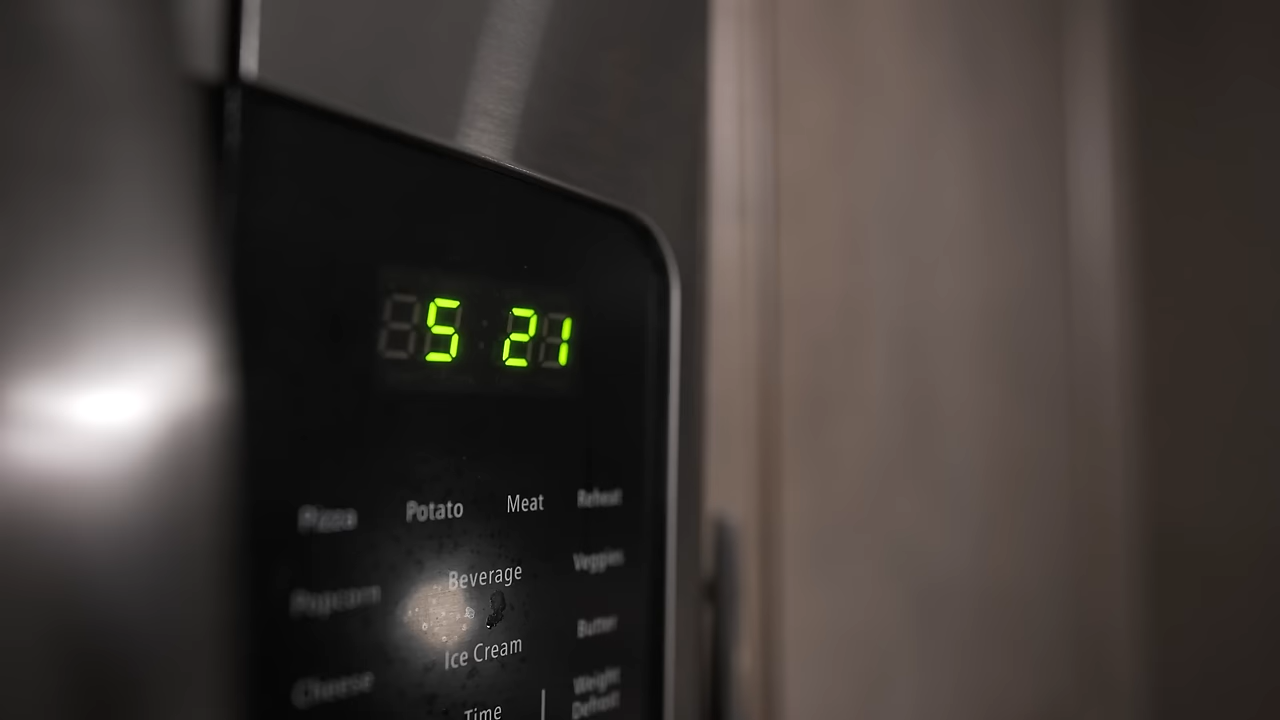 5 21
Pizza Potato Meat Reheat
Beverage Veggies
Popcorn
Ice Cream Butter
Cheese
Time Weight
Defrost